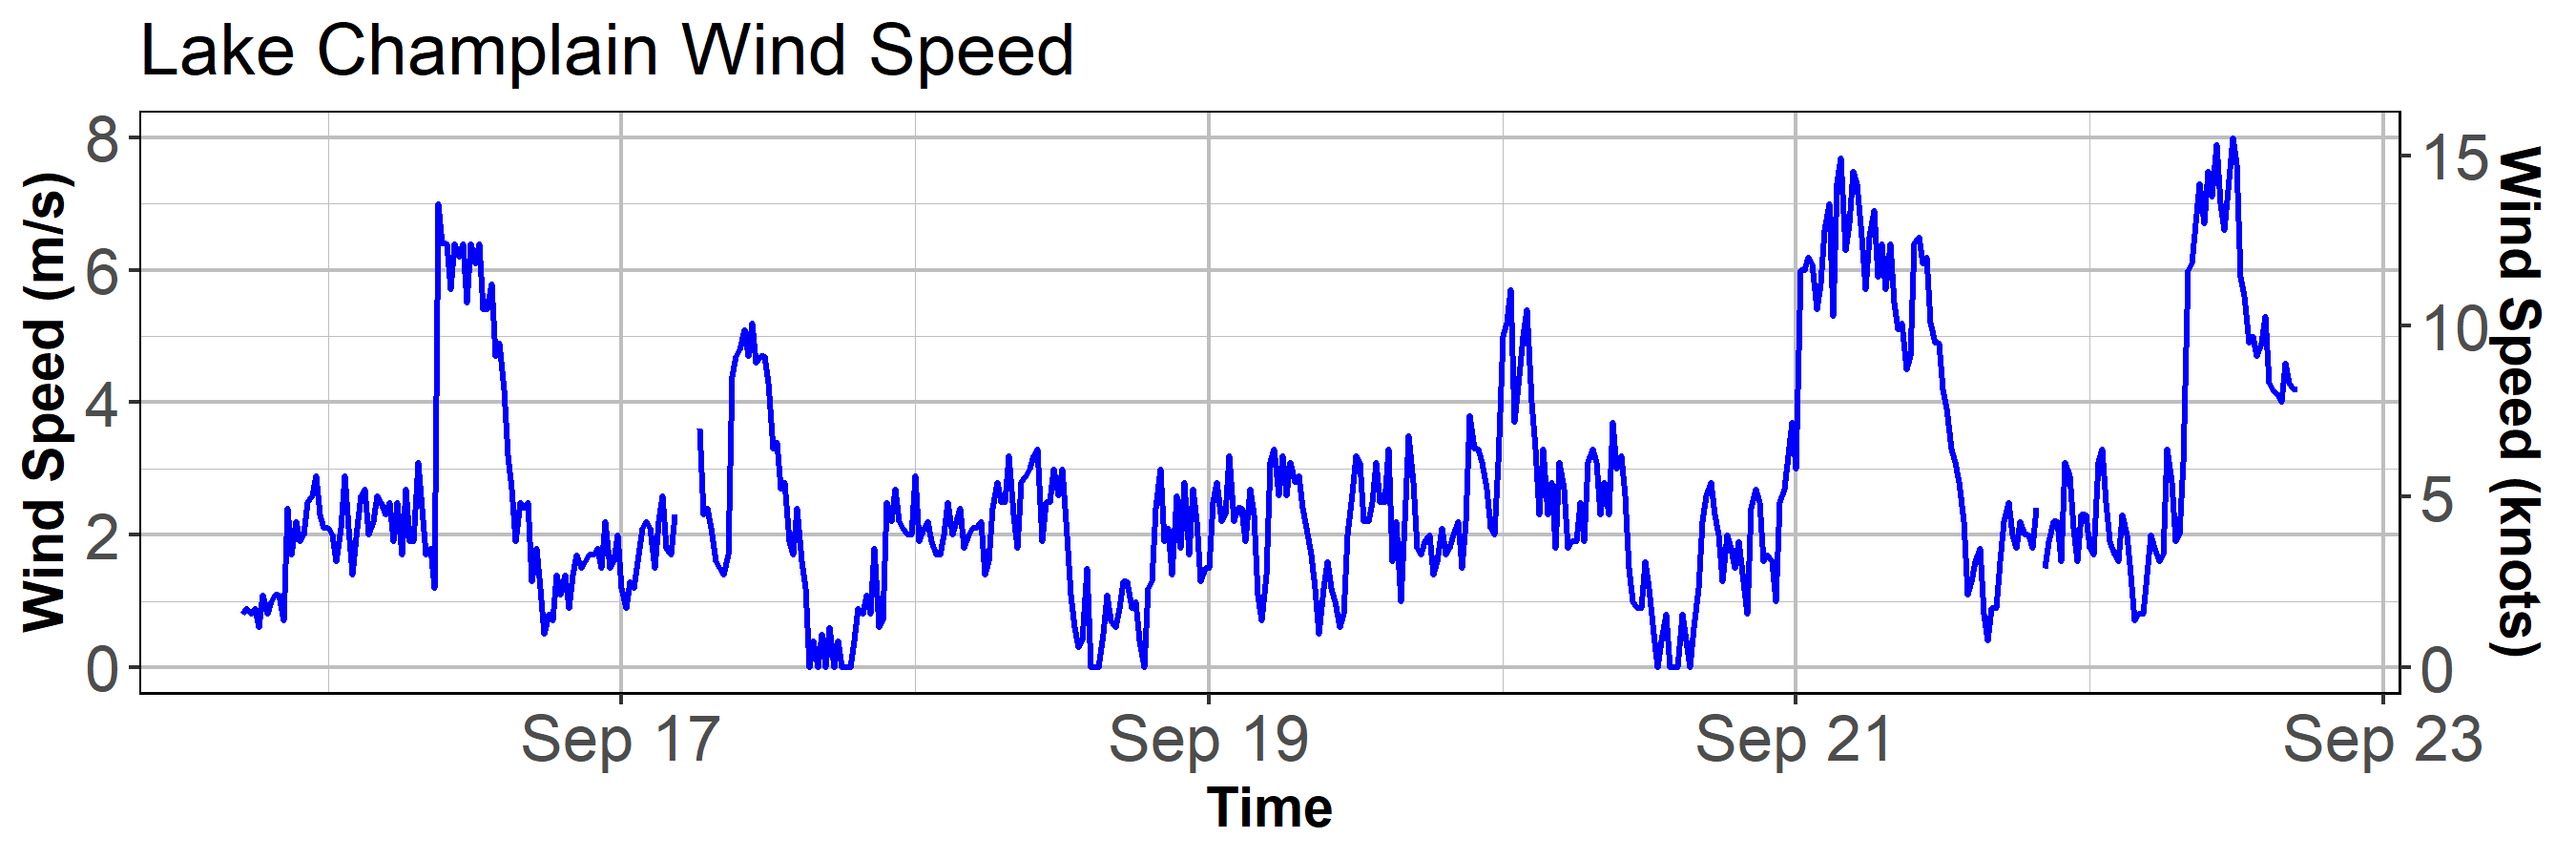 Lake Champlain Wind Speed
Wind Speed (m/s)
8
6
4
2
0
15
10
5
0
Wind Speed (knots)
Sep 17
Sep 19
Sep 21
Sep 23
Time